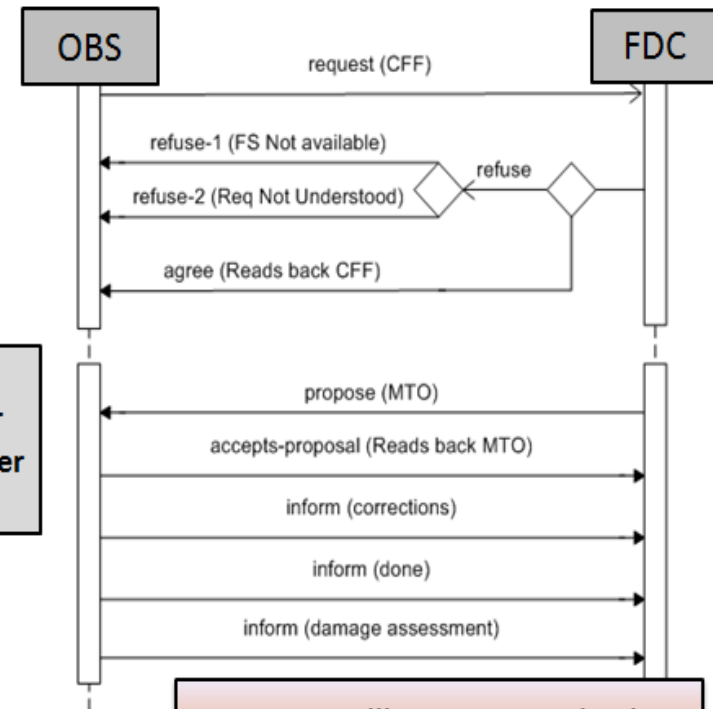 OBS
FDC
request (CFF)
refuse-1 (FS Not available)
refuse
refuse-2 (Req Not Understood)
agree (Reads back CFF)
propose (MTO)
er
accepts-proposal (Reads back MTO)
inform (corrections)
inform (done)
inform (damage assessment)